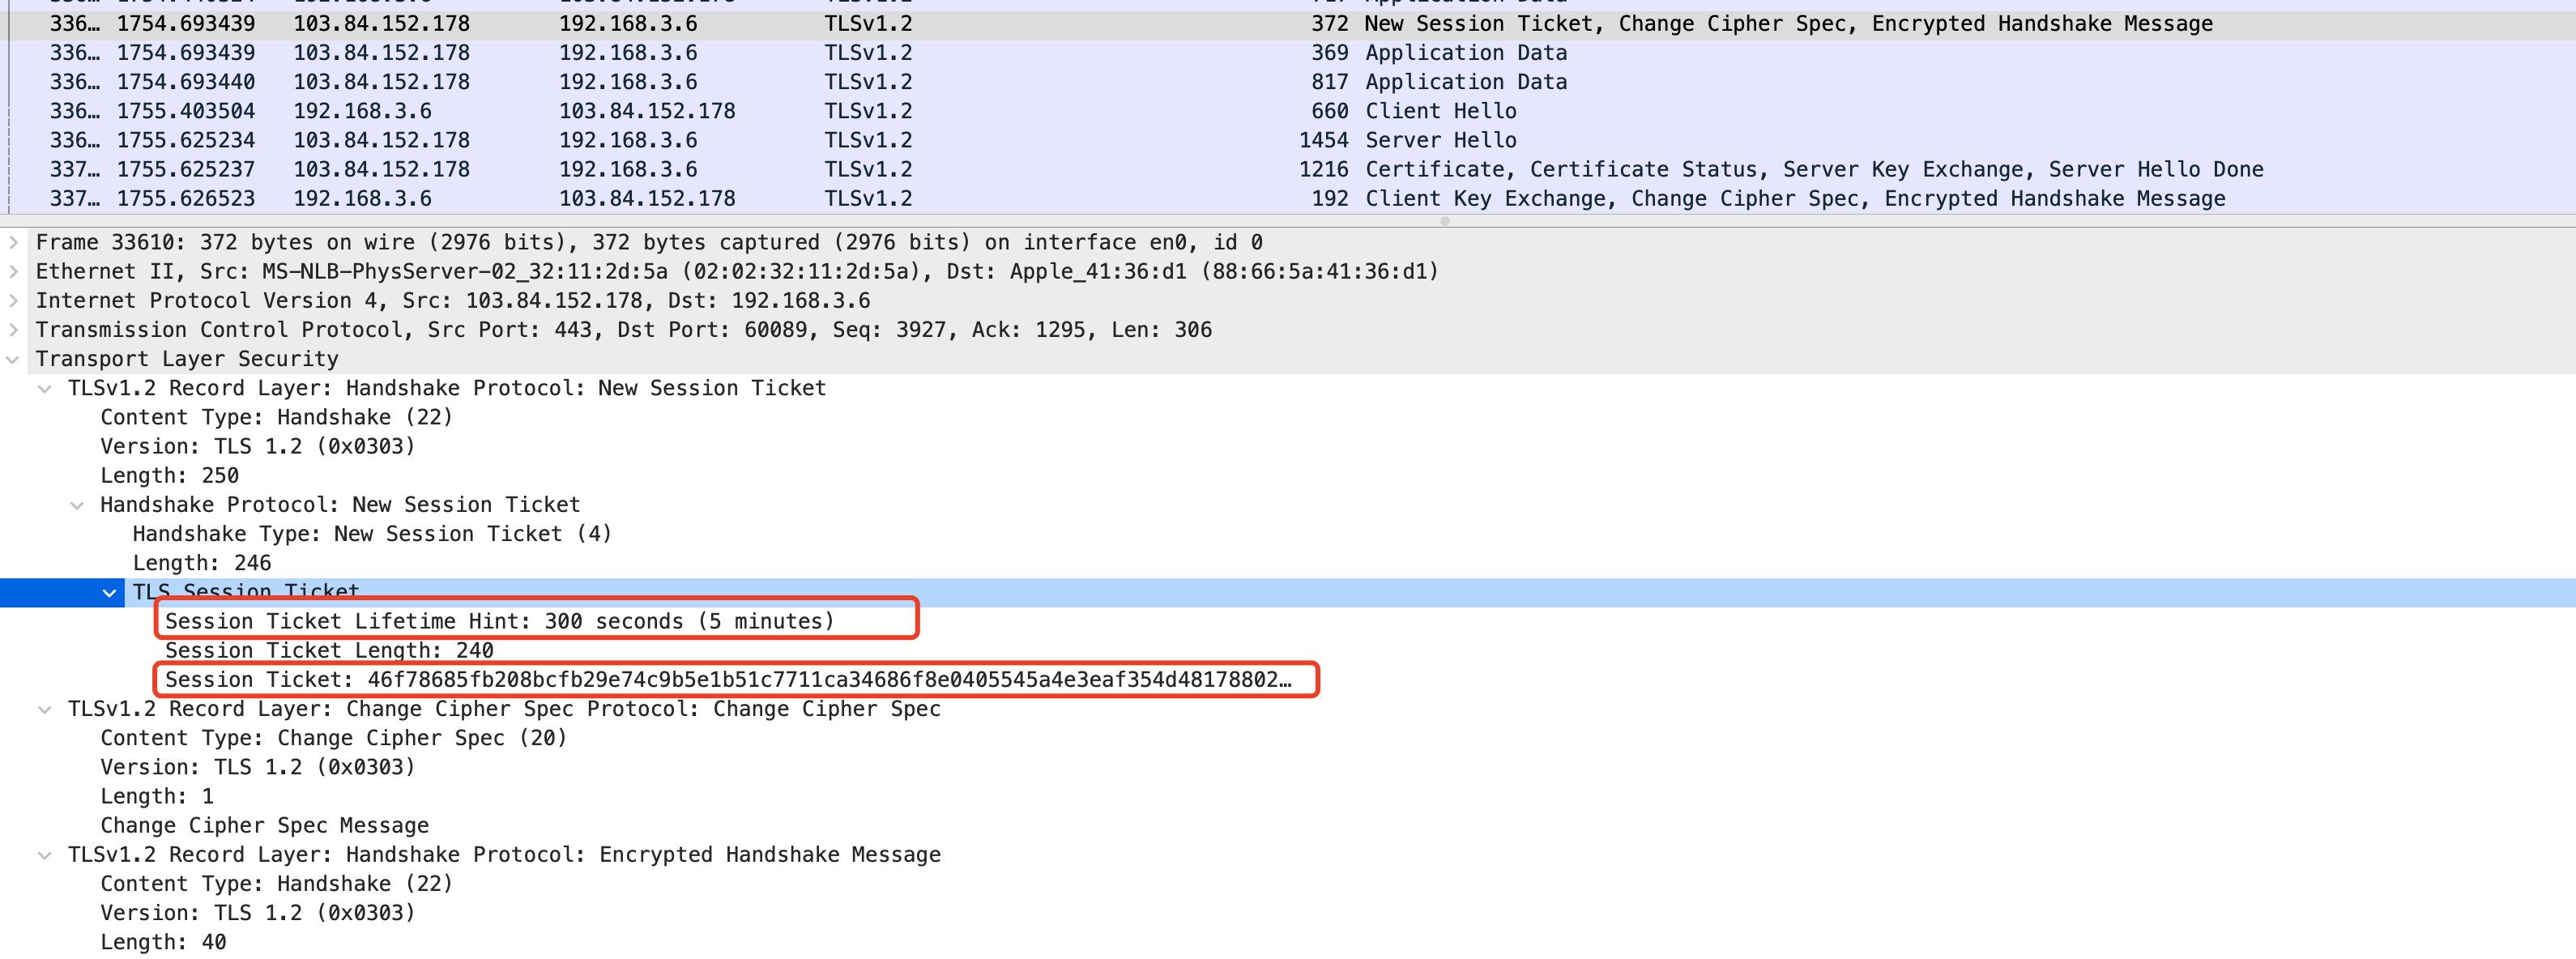 336… 1754.693439 103.84.152.178 192.168.3.6 TLSv1.2 372 New Session Ticket, Change Cipher Spec, Encrypted Handshake Message
336… 1754.693439 103.84.152.178 192.168.3.6 TLSv1.2 369 Application Data
336… 1754.693440 103.84.152.178 192.168.3.6 TLSv1.2 817 Application Data
336… 1755.403504 192.168.3.6 103.84.152.178 TLSv1.2 660 Client Hello
336… 1755.625234 103.84.152.178 192.168.3.6 TLSv1.2 1454 Server Hello
337… 1755.625237 103.84.152.178 192.168.3.6 TLSv1.2 1216 Certificate, Certificate Status, Server Key Exchange, Server Hello Done
337… 1755.626523 192.168.3.6 103.84.152.178 TLSv1.2 192 Client Key Exchange, Change Cipher Spec, Encrypted Handshake Message
Frame 33610: 372 bytes on wire (2976 bits), 372 bytes captured (2976 bits) on interface en0, id 0
Ethernet II, Src: MS-NLB-PhysServer-02_32:11:2d:5a (02:02:32:11:2d:5a), Dst: Apple_41:36:d1 (88:66:5a:41:36:d1)
Internet Protocol Version 4, Src: 103.84.152.178, Dst: 192.168.3.6
Transmission Control Protocol, Src Port: 443, Dst Port: 60089, Seq: 3927, Ack: 1295, Len: 306
Transport Layer Security
TLSv1.2 Record Layer: Handshake Protocol: New Session Ticket
Content Type: Handshake (22)
Version: TLS 1.2 (0x0303)
Length: 250
Handshake Protocol: New Session Ticket
Handshake Type: New Session Ticket (4)
Length: 246
TLS Session Ticket
Session Ticket Lifetime Hint: 300 seconds (5 minutes)
Session Ticket Length: 240
Session Ticket: 46f78685fb208bcfb29e74c9b5e1b51c7711ca34686f8e0405545a4e3eaf354d48178802…
TLSv1.2 Record Layer: Change Cipher Spec Protocol: Change Cipher Spec
Content Type: Change Cipher Spec (20)
Version: TLS 1.2 (0x0303)
Length: 1
Change Cipher Spec Message
TLSv1.2 Record Layer: Handshake Protocol: Encrypted Handshake Message
Content Type: Handshake (22)
Version: TLS 1.2 (0x0303)
Length: 40